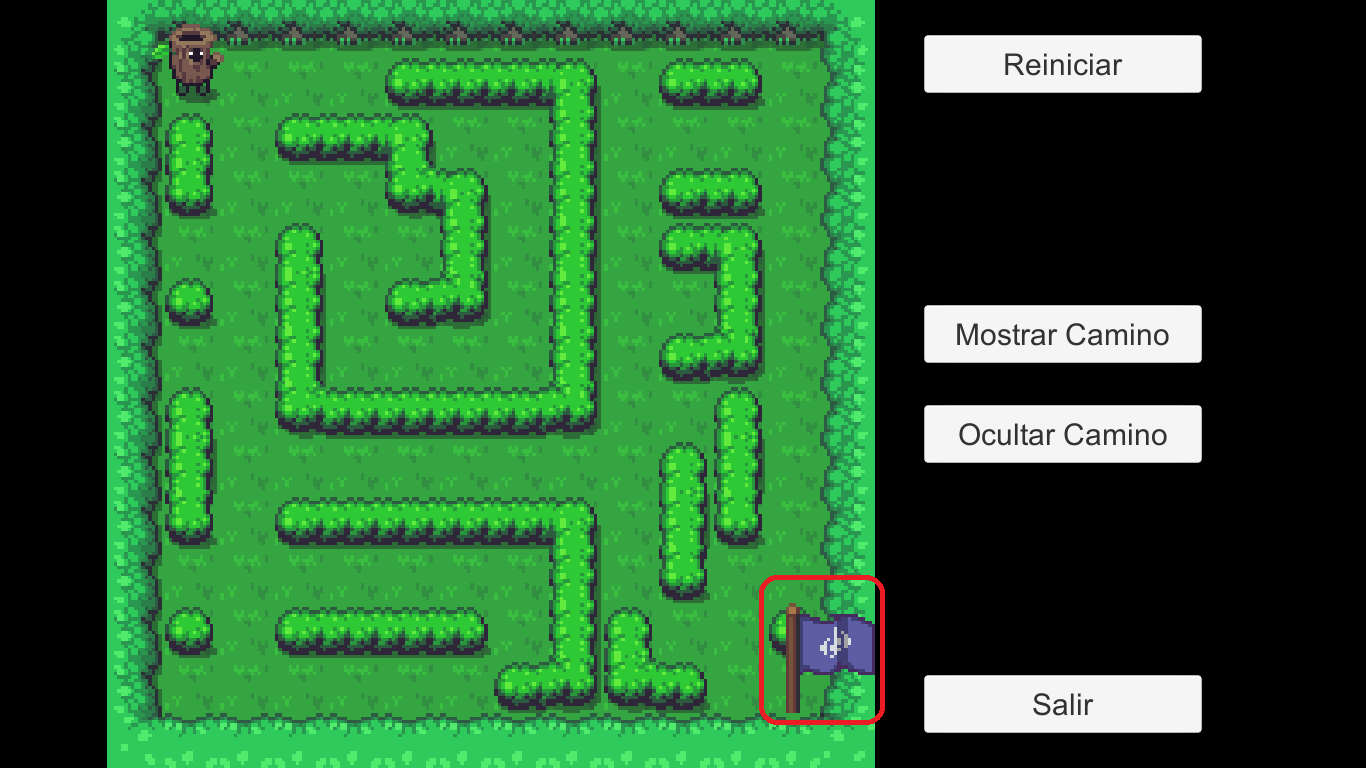 Reiniciar
Mostrar Camino
Ocultar Camino
Salir